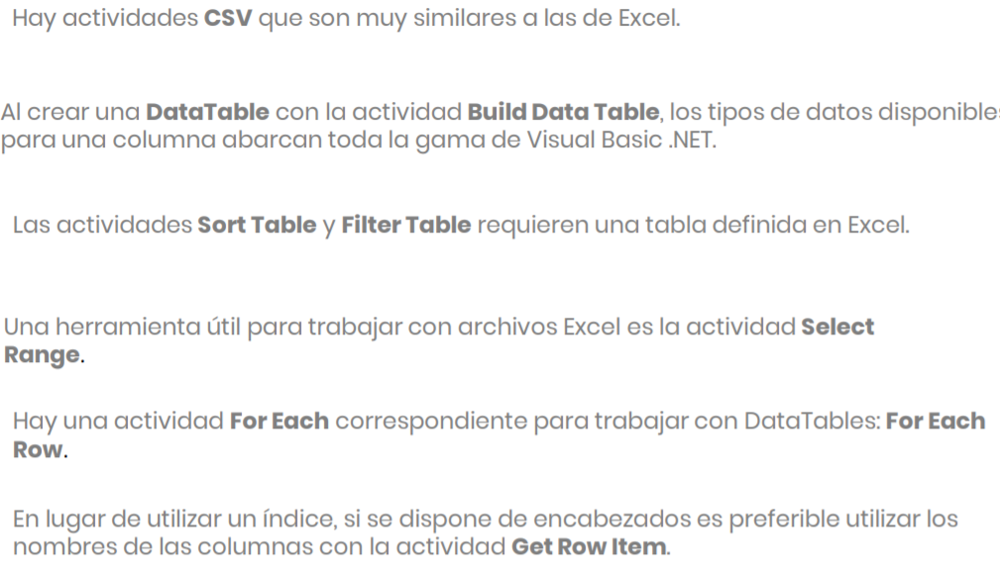 Hay actividades CSV que son muy similares a las de Excel.
Al crear una DataTable con la actividad Build Data Table, los tipos de datos disponibles
para una columna abarcan toda la gama de Visual Basic .NET.
Las actividades Sort Table y Filter Table requieren una tabla definida en Excel.
Una herramienta útil para trabajar con archivos Excel es la actividad Select
Range.
Hay una actividad For Each correspondiente para trabajar con DataTables: For Each
Row.
En lugar de utilizar un índice, si se dispone de encabezados es preferible utilizar los
nombres de las columnas con la actividad Get Row Item.